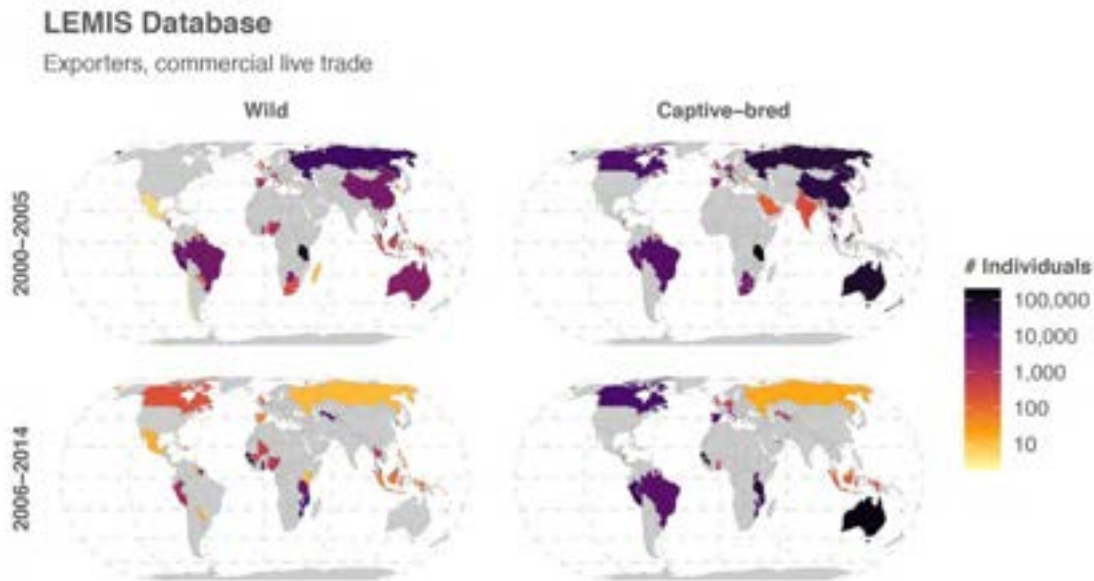 LEMIS Database
Exporters, commercial live trade
Wild
Captive-bred
2000-2005
2006-2014
# Individuals
100,000
10,000
1,000
100
10